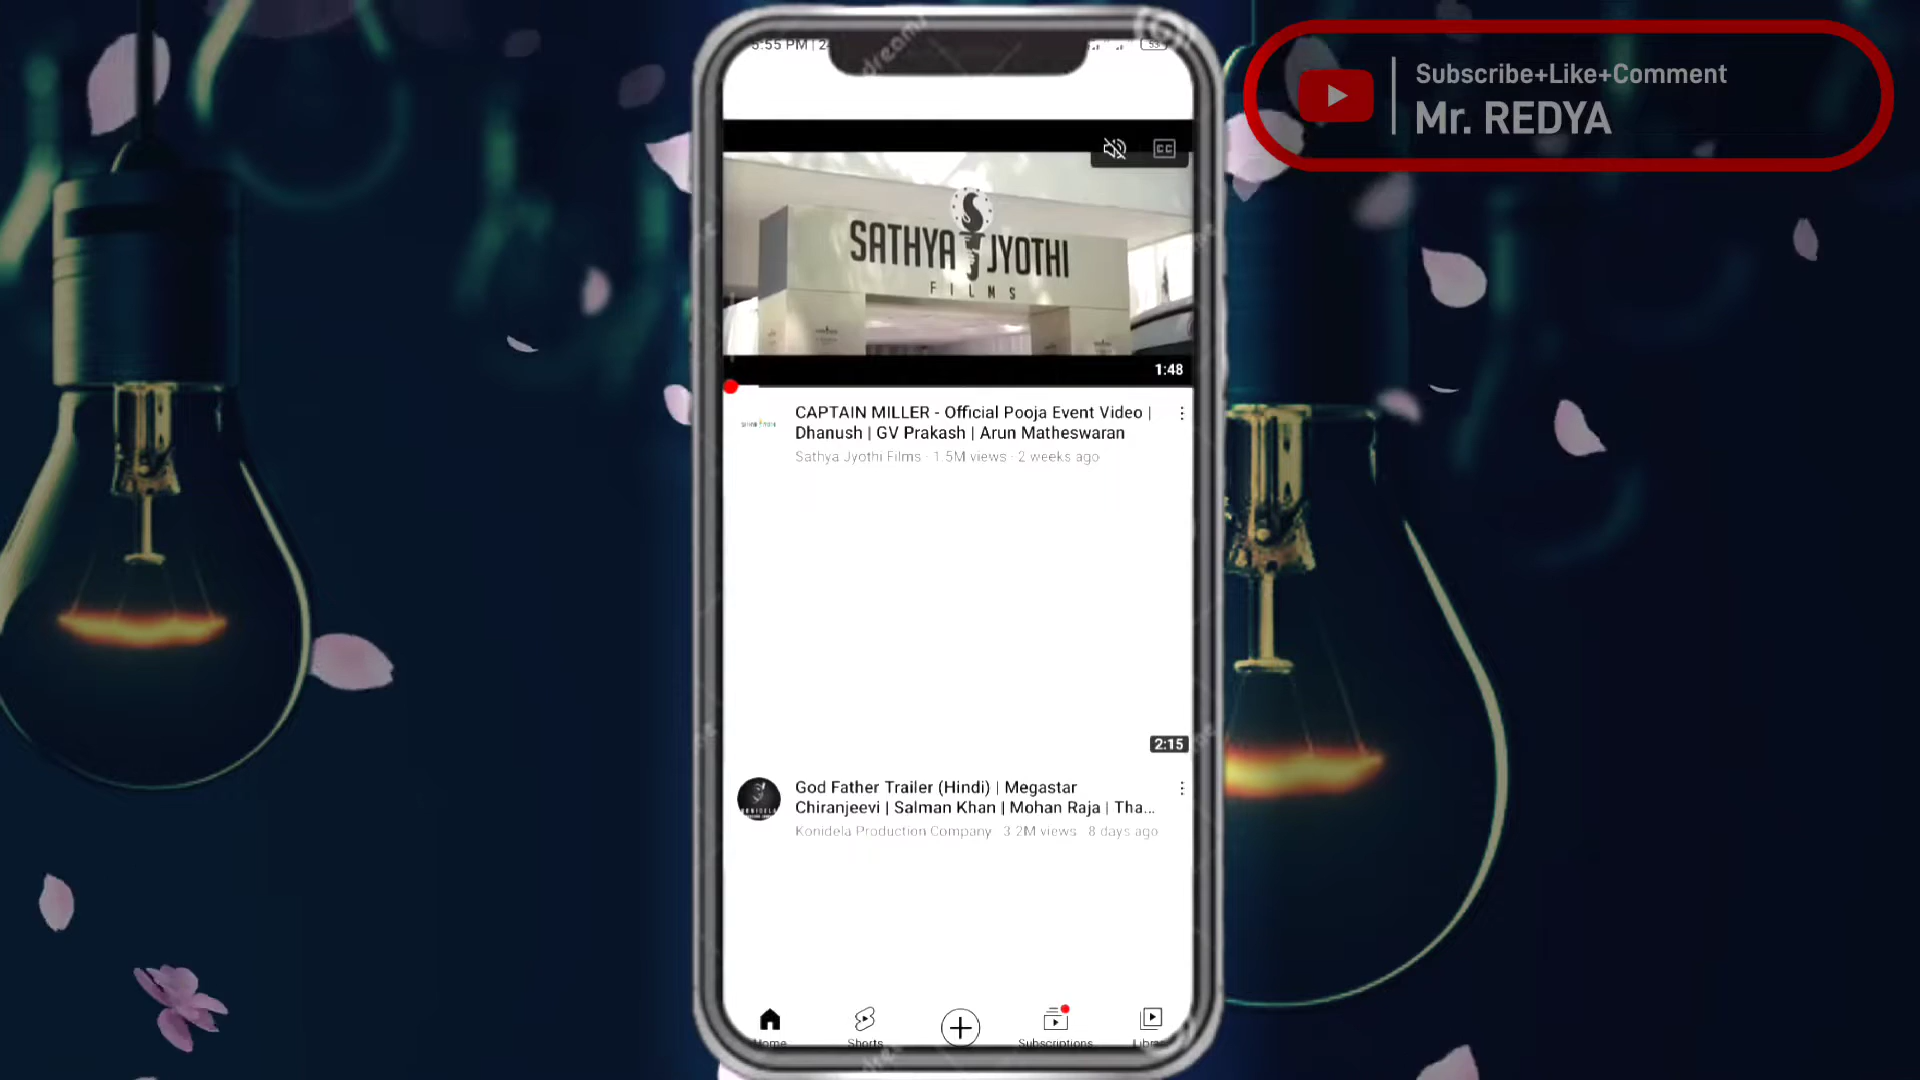 5:55 PM | 2
53
Subscribe+Like+Comment
Mr. REDYA
CC
SATHYA JYOTHI
FILMS
1:48
CAPTAIN MILLER - Official Pooja Event Video |
Dhanush | GV Prakash | Arun Matheswaran
Sathya Jyothi Films · 1.5M views · 2 weeks ago
2:15
God Father Trailer (Hindi) | Megastar
Chiranjeevi | Salman Khan | Mohan Raja | Tha...
Konidela Production Company · 3.2M views · 8 days ago
Home
Shorts
Subscriptions